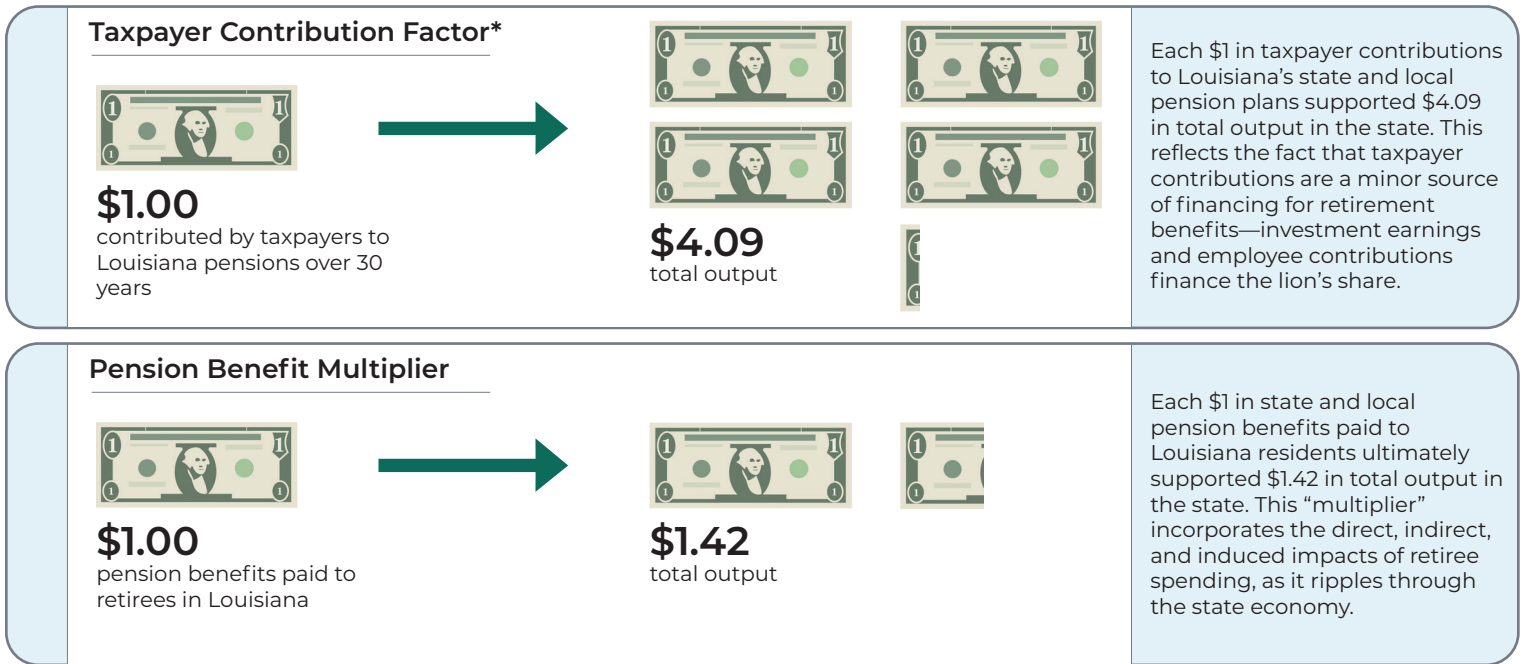 Taxpayer Contribution Factor*
$1.00
contributed by taxpayers to
Louisiana pensions over 30
years
$4.09
total output
Each $1 in taxpayer contributions
to Louisiana’s state and local
pension plans supported $4.09
in total output in the state. This
reflects the fact that taxpayer
contributions are a minor source
of financing for retirement
benefits—investment earnings
and employee contributions
finance the lion’s share.
Pension Benefit Multiplier
$1.00
pension benefits paid to
retirees in Louisiana
$1.42
total output
Each $1 in state and local
pension benefits paid to
Louisiana residents ultimately
supported $1.42 in total output in
the state. This “multiplier”
incorporates the direct, indirect,
and induced impacts of retiree
spending, as it ripples through
the state economy.